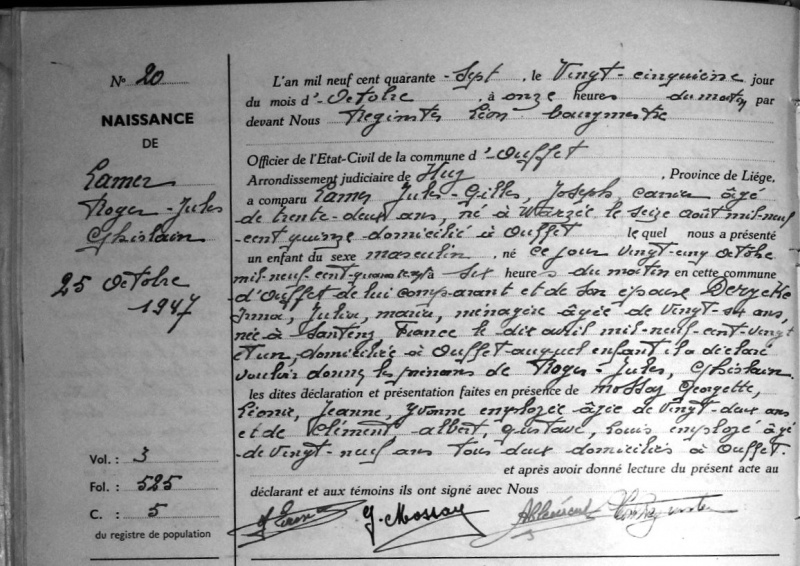 N° 20
NAISSANCE
DE
Lamer
Roger-Jules
Ghislain
25 Octobre
1947
Vol. : 3
Fol. : 525
C. : 5
du registre de population
L'an mil neuf cent quarante -Sept, le Vingt-cinquième jour
du mois d'-Octobre, à onze heures du matin par
devant Nous Léon bourgmestre
Officier de l'Etat-Civil de la commune d'-Ouffet
Arrondissement judiciaire de Huy, Province de Liége,
a comparu Lamer Jules-Gilles, Joseph, âgé
de trente-deux ans, né à Warzée le seize août mil-neuf
-cent quinze domicilié à Ouffet lequel nous a présenté
un enfant du sexe masculin, né ce jour vingt-cinq octobre
mil-neuf-cent-quarante sept à six heures du matin en cette commune
d'Ouffet de lui comparant et de son épouse Derycke
Irma, Julia, maria, ménagère âgée de vingt-six ans,
née à Santes France le dix avril mil-neuf-cent-vingt
et un, domiciliée à Ouffet-auquel enfant il a déclaré
vouloir donner les prénoms de Roger-Jules, Ghislain.
les dites déclaration et présentation faites en présence de Mossay Georgette,
Léonie, Jeanne, Yvonne employée âgée de vingt-deux ans
et de Clément albert, gustave, Louis employé âgé
-de vingt-neuf ans tous deux domiciliés à Ouffet.
et après avoir donné lecture du présent acte au
déclarant et aux témoins ils ont signé avec Nous
G. Mossay